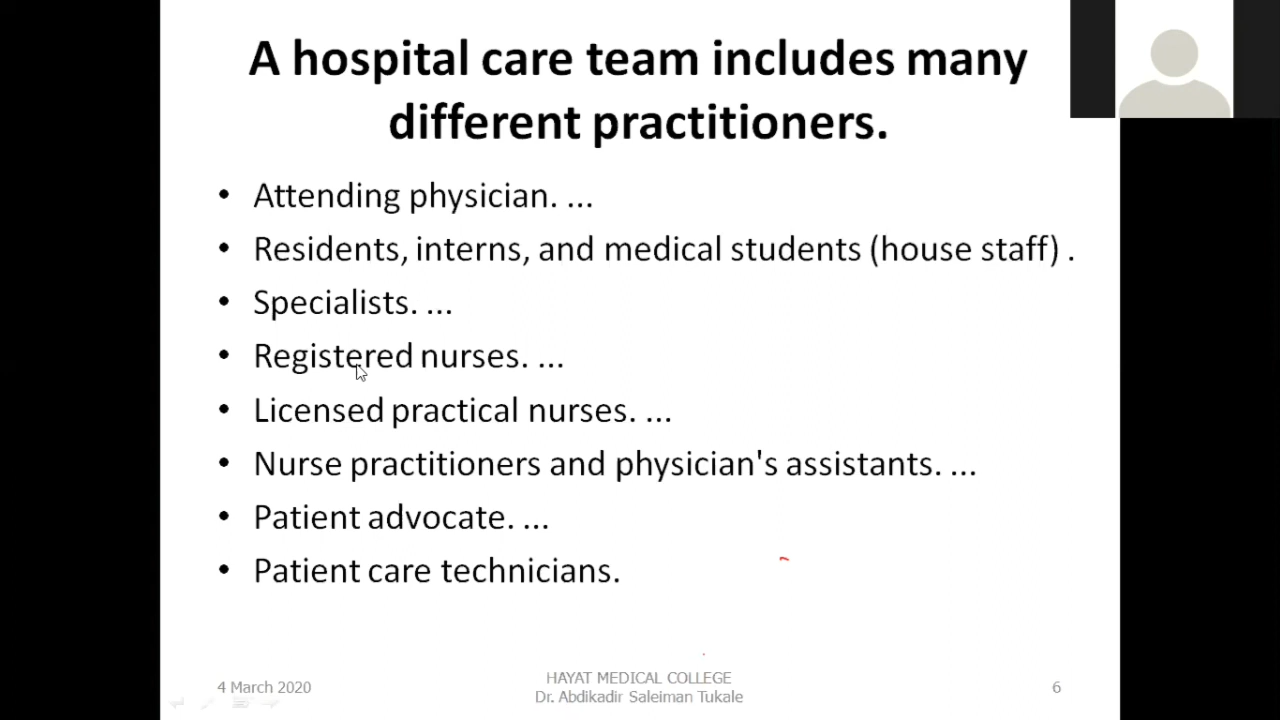 A hospital care team includes many
different practitioners.
• Attending physician. ...
• Residents, interns, and medical students (house staff) .
• Specialists. ...
• Registered nurses. ...
• Licensed practical nurses. ...
• Nurse practitioners and physician's assistants. ...
• Patient advocate. ...
• Patient care technicians.
4 March 2020
HAYAT MEDICAL COLLEGE
Dr. Abdikadir Saleiman Tukale
6